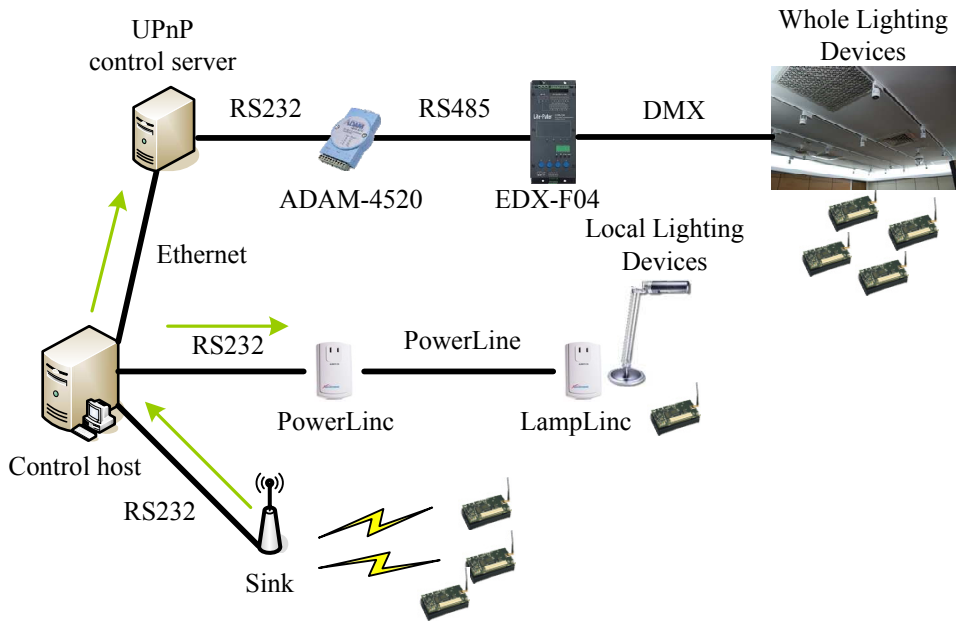 UPnP
control server
Whole Lighting
Devices
RS232
RS485
DMX
ADAM-4520
EDX-F04
Ethernet
Local Lighting
Devices
RS232
PowerLine
PowerLinc
LampLinc
Control host
RS232
Sink
ADAM